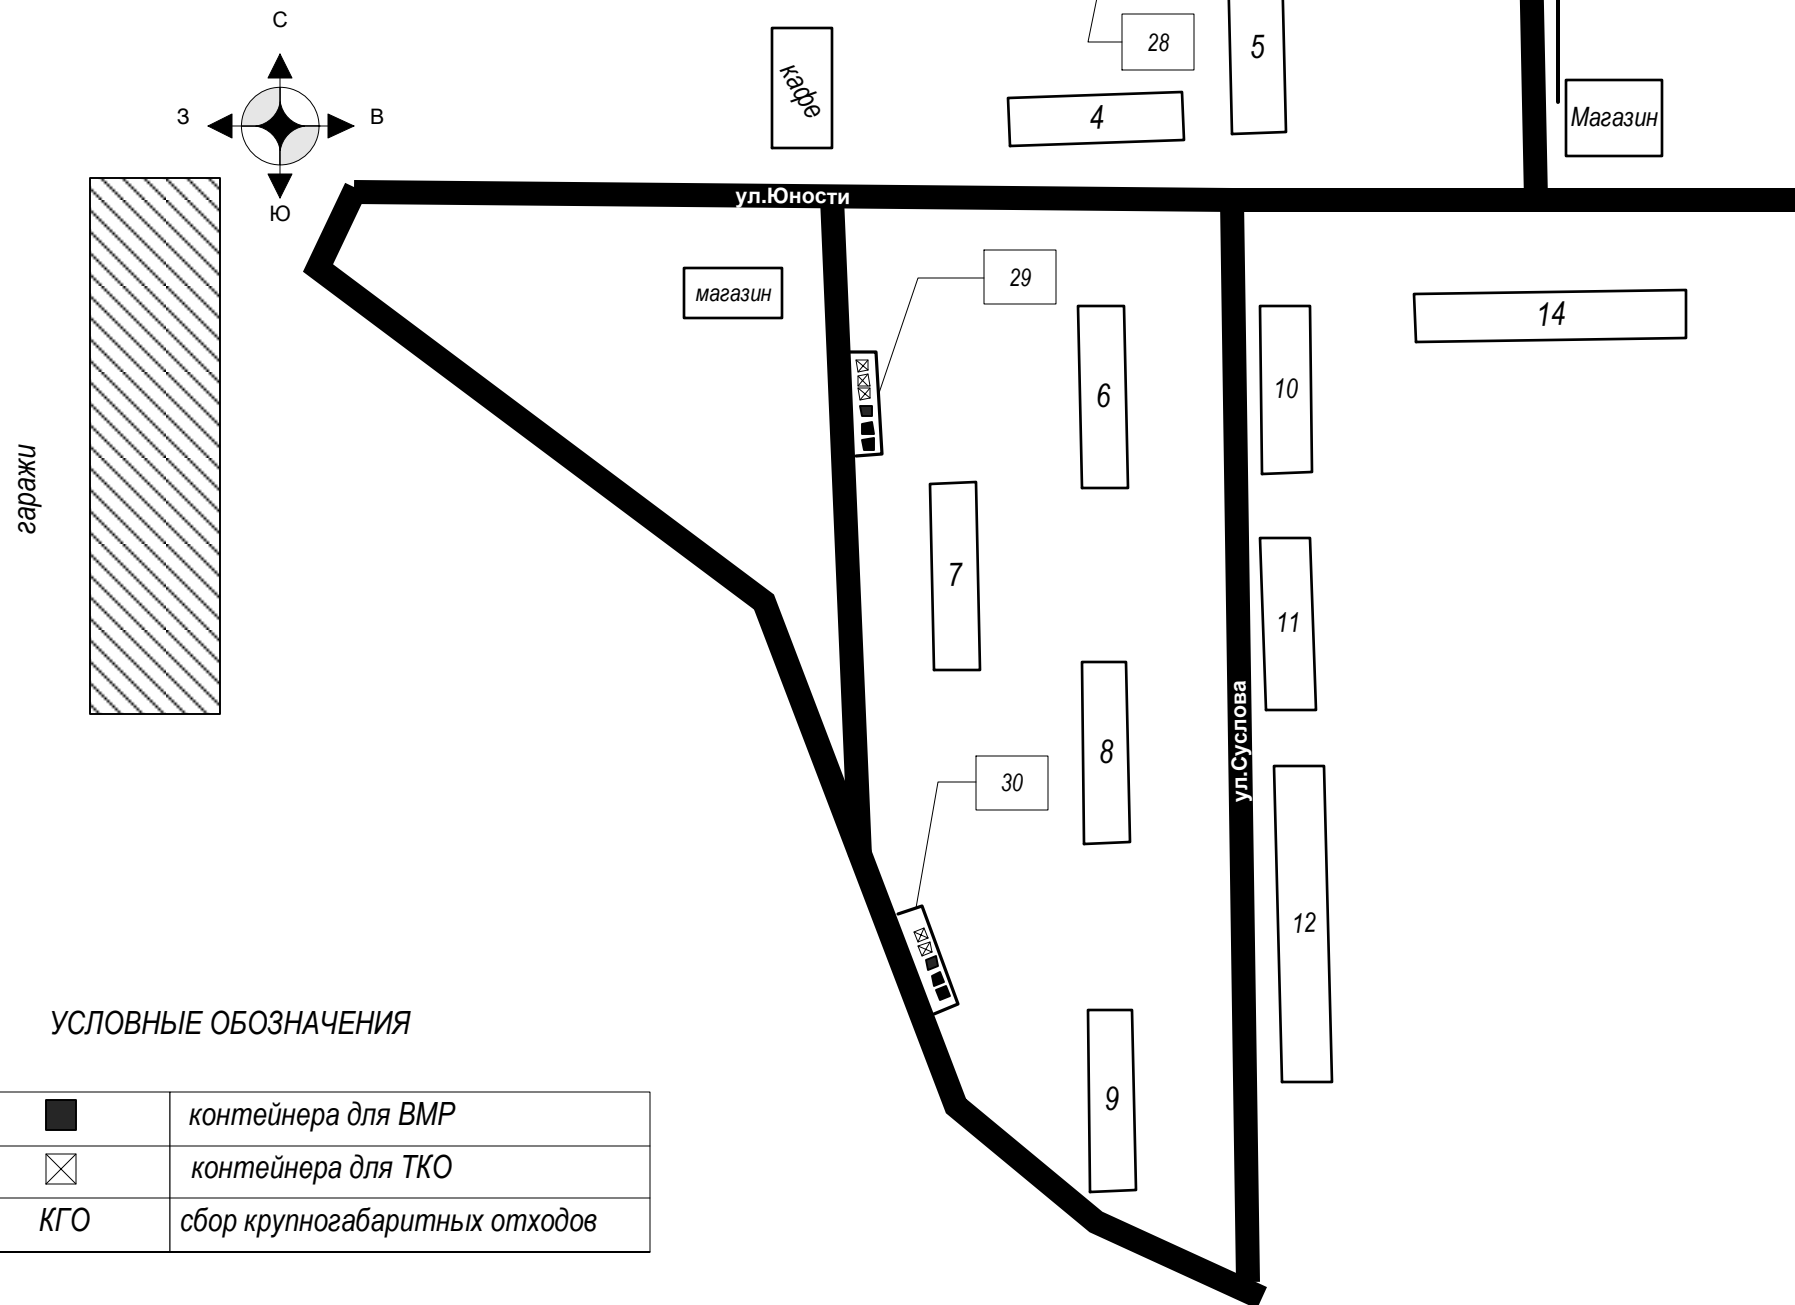 С
28
5
кафе
З
В
4
Магазин
Ю
ул.Юности
29
магазин
14
6
10
гаражи
7
11
ул.Суслова
8
30
12
УСЛОВНЫЕ ОБОЗНАЧЕНИЯ
9
контейнера для ВМР
контейнера для ТКО
КГО сбор крупногабаритных отходов